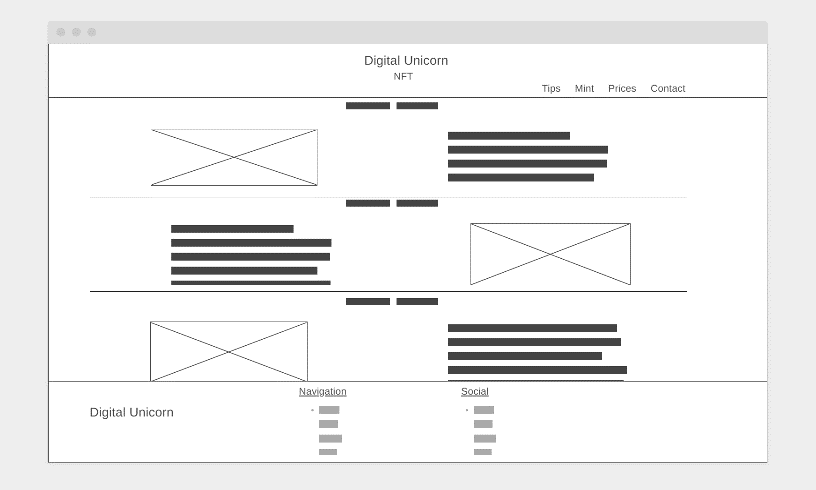 Digital Unicorn
NFT
Tips Mint Prices Contact
Navigation Social
Digital Unicorn